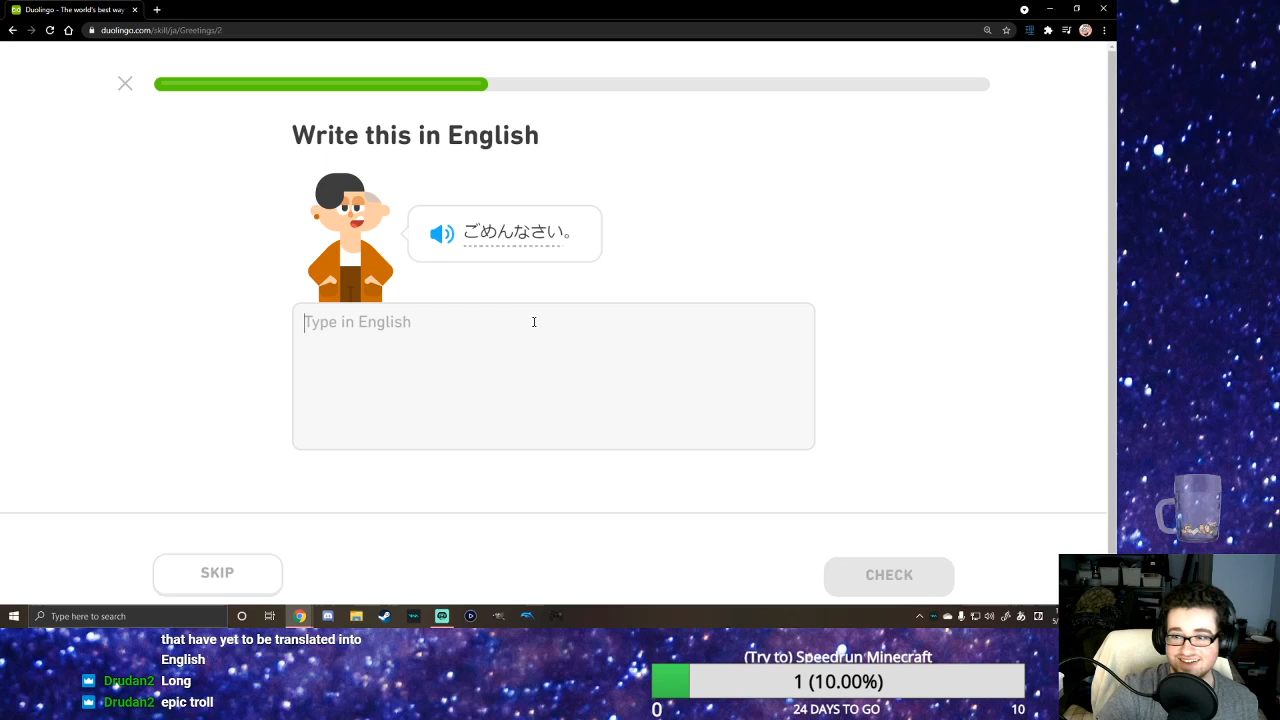 Duolingo - The world's best way
duolingo.com/skill/ja/Greetings/2
Write this in English
ごめんなさい。
Type in English
SKIP
CHECK
Type here to search
that have yet to be translated into
English
Drudan2 Long
Drudan2 epic troll
(Try to) Speedrun Minecraft
1 (10.00%)
0
24 DAYS TO GO
10